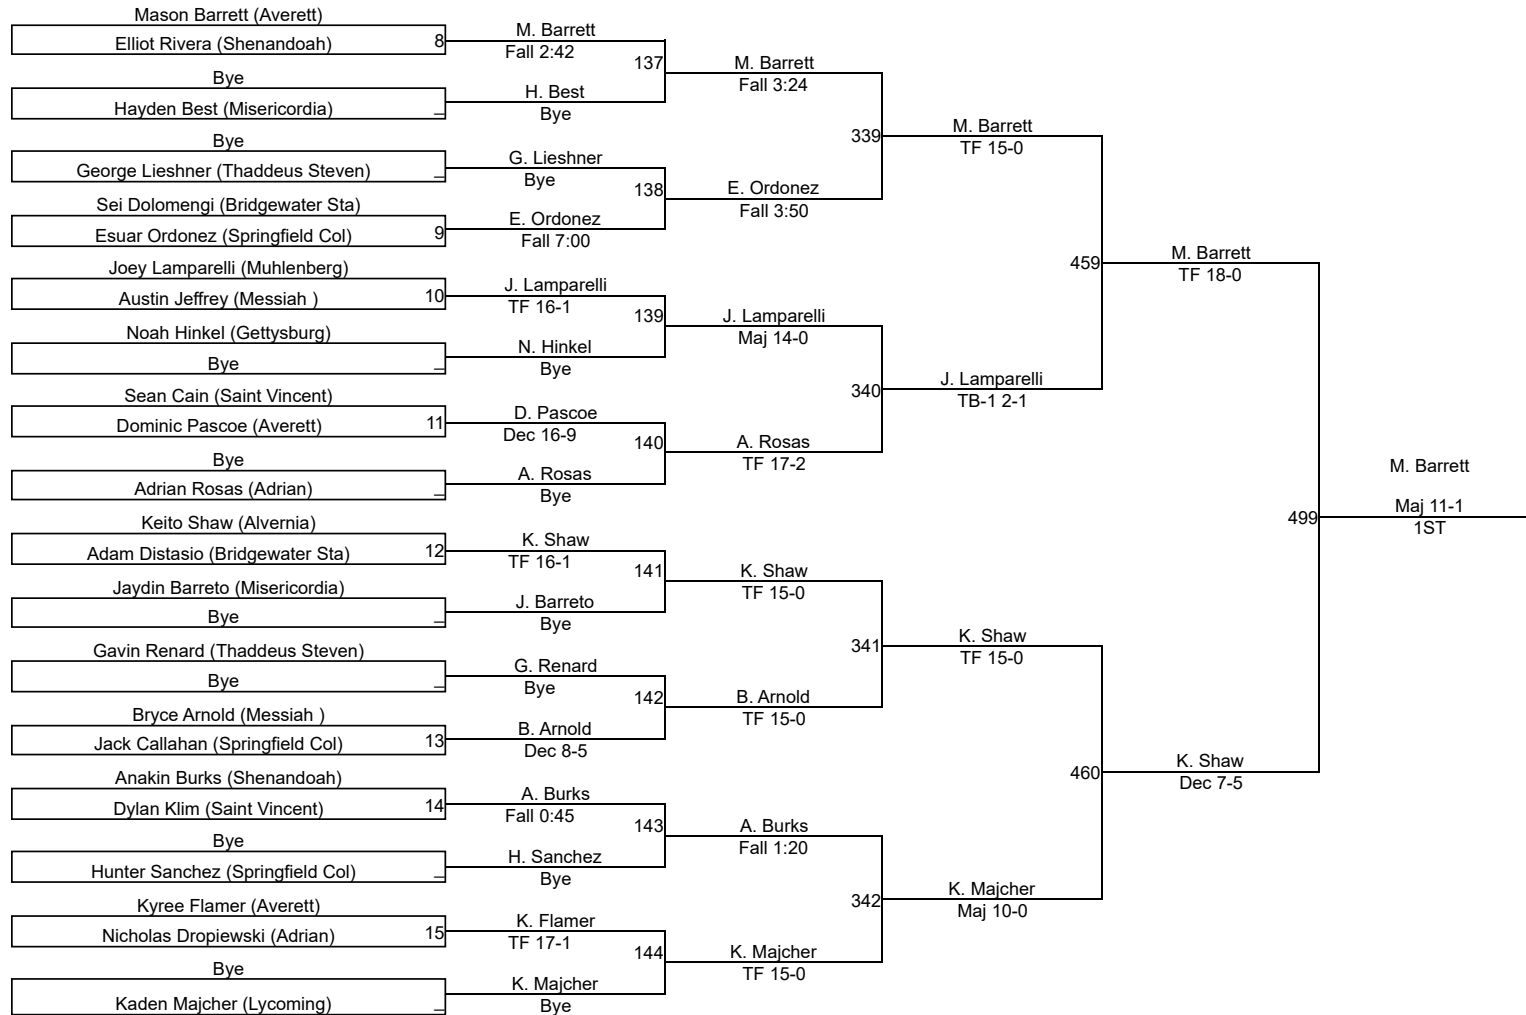 Mason Barrett (Averett)
Elliot Rivera (Shenandoah) 8
Bye
Hayden Best (Misericordia) _
Bye
George Lieshner (Thaddeus Steven) _
Sei Dolomengi (Bridgewater Sta)
Esuar Ordonez (Springfield Col) 9
Joey Lamparelli (Muhlenberg)
Austin Jeffrey (Messiah ) 10
Noah Hinkel (Gettysburg)
Bye _
Sean Cain (Saint Vincent)
Dominic Pascoe (Averett) 11
Bye
Adrian Rosas (Adrian) _
Keito Shaw (Alvernia)
Adam Distasio (Bridgewater Sta) 12
Jaydin Barreto (Misericordia)
Bye _
Gavin Renard (Thaddeus Steven)
Bye _
Bryce Arnold (Messiah )
Jack Callahan (Springfield Col) 13
Anakin Burks (Shenandoah)
Dylan Klim (Saint Vincent) 14
Bye
Hunter Sanchez (Springfield Col) _
Kyree Flamer (Averett)
Nicholas Dropiewski (Adrian) 15
Bye
Kaden Majcher (Lycoming) _
M. Barrett
Fall 2:42
137
H. Best
Bye
G. Lieshner
Bye
138
E. Ordonez
Fall 7:00
J. Lamparelli
TF 16-1
139
N. Hinkel
Bye
D. Pascoe
Dec 16-9
140
A. Rosas
Bye
K. Shaw
TF 16-1
141
J. Barreto
Bye
G. Renard
Bye
142
B. Arnold
Dec 8-5
A. Burks
Fall 0:45
143
H. Sanchez
Bye
K. Flamer
TF 17-1
144
K. Majcher
Bye
M. Barrett
Fall 3:24
339
E. Ordonez
Fall 3:50
J. Lamparelli
Maj 14-0
340
A. Rosas
TF 17-2
K. Shaw
TF 15-0
341
B. Arnold
TF 15-0
A. Burks
Fall 1:20
342
K. Majcher
TF 15-0
M. Barrett
TF 15-0
459
J. Lamparelli
TB-1 2-1
K. Shaw
TF 15-0
460
K. Majcher
Maj 10-0
M. Barrett
TF 18-0
499
K. Shaw
Dec 7-5
M. Barrett
Maj 11-1
1ST